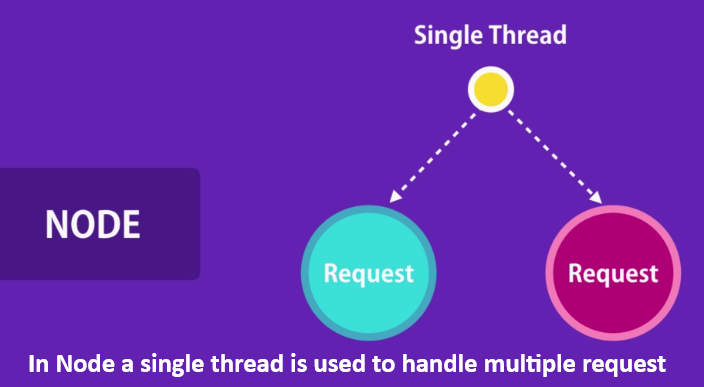 Single Thread
NODE
Request
Request
In Node a single thread is used to handle multiple request